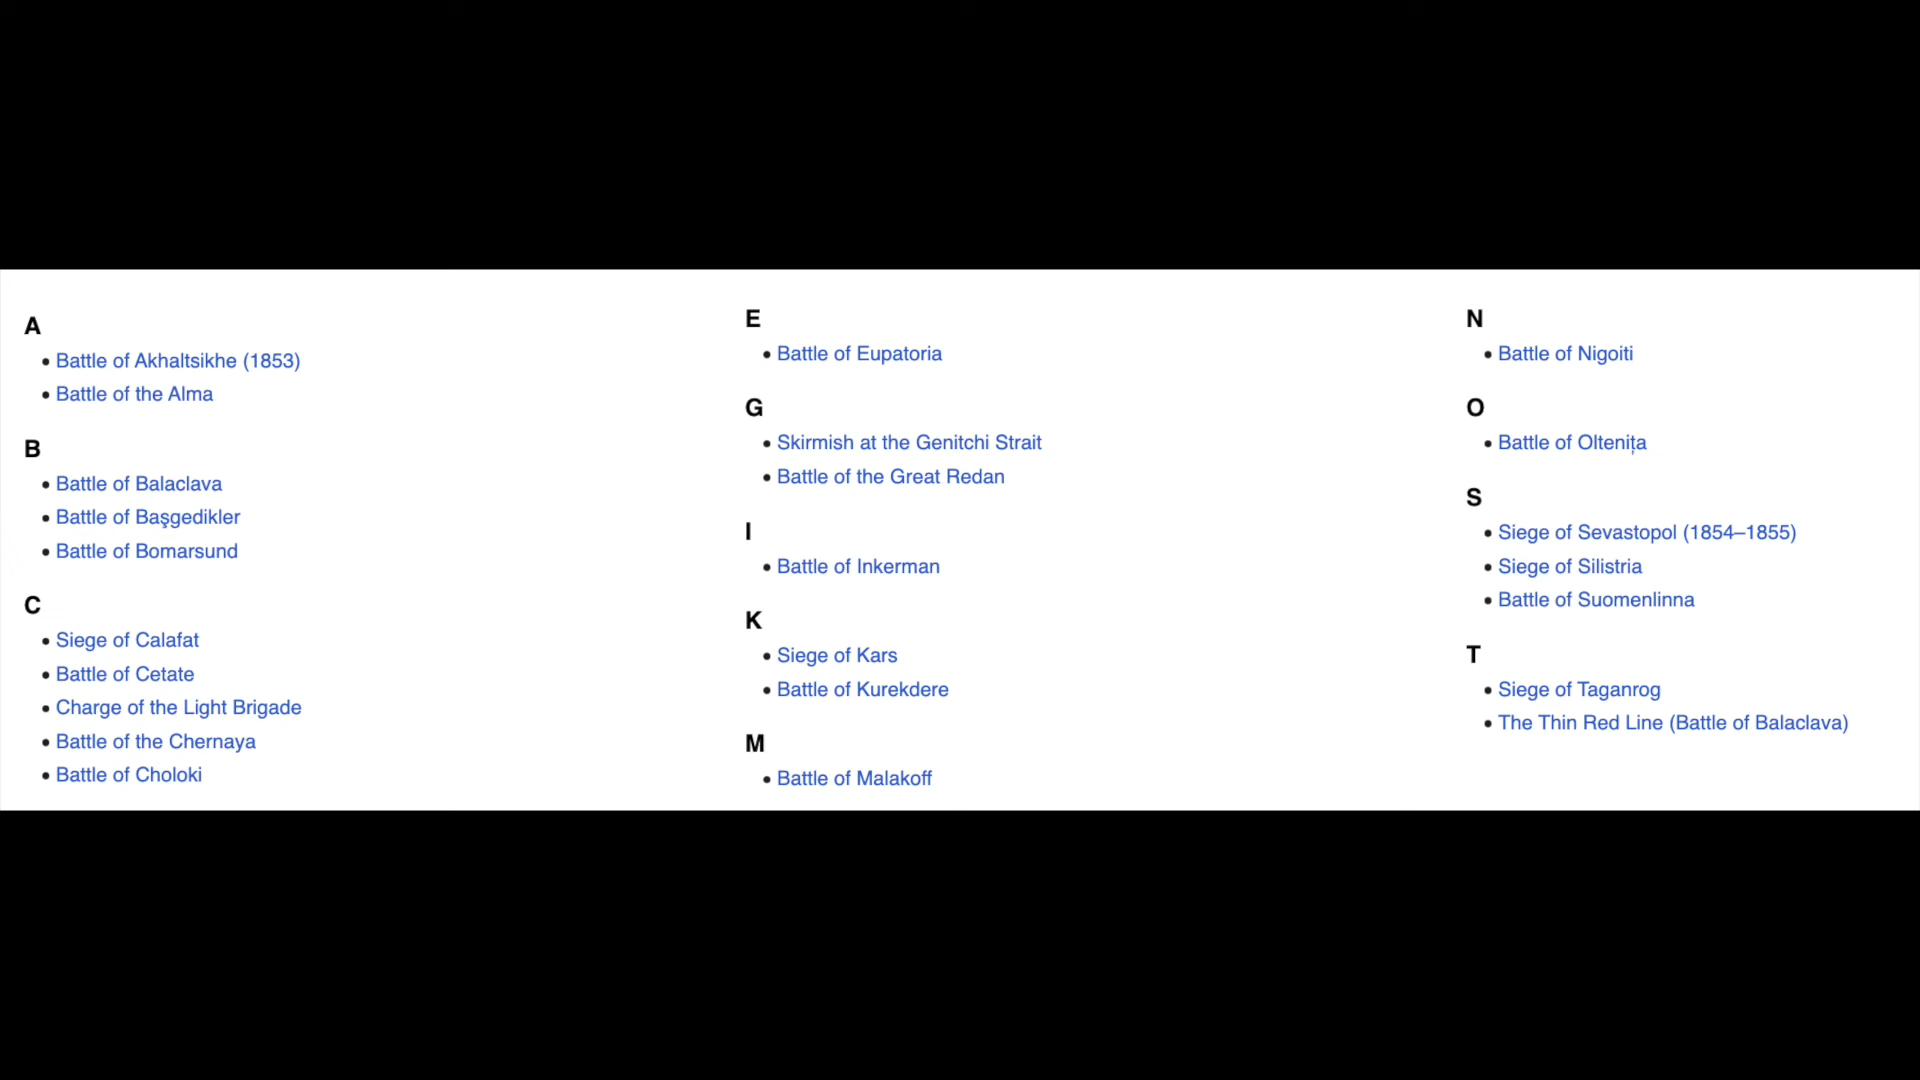 A
• Battle of Akhaltsikhe (1853)
• Battle of the Alma
B
• Battle of Balaclava
• Battle of Başgedikler
• Battle of Bomarsund
C
• Siege of Calafat
• Battle of Cetate
• Charge of the Light Brigade
• Battle of the Chernaya
• Battle of Choloki
E
• Battle of Eupatoria
G
• Skirmish at the Genitchi Strait
• Battle of the Great Redan
I
• Battle of Inkerman
K
• Siege of Kars
• Battle of Kurekdere
M
• Battle of Malakoff
N
• Battle of Nigoiti
O
• Battle of Oltenița
S
• Siege of Sevastopol (1854–1855)
• Siege of Silistria
• Battle of Suomenlinna
T
• Siege of Taganrog
• The Thin Red Line (Battle of Balaclava)